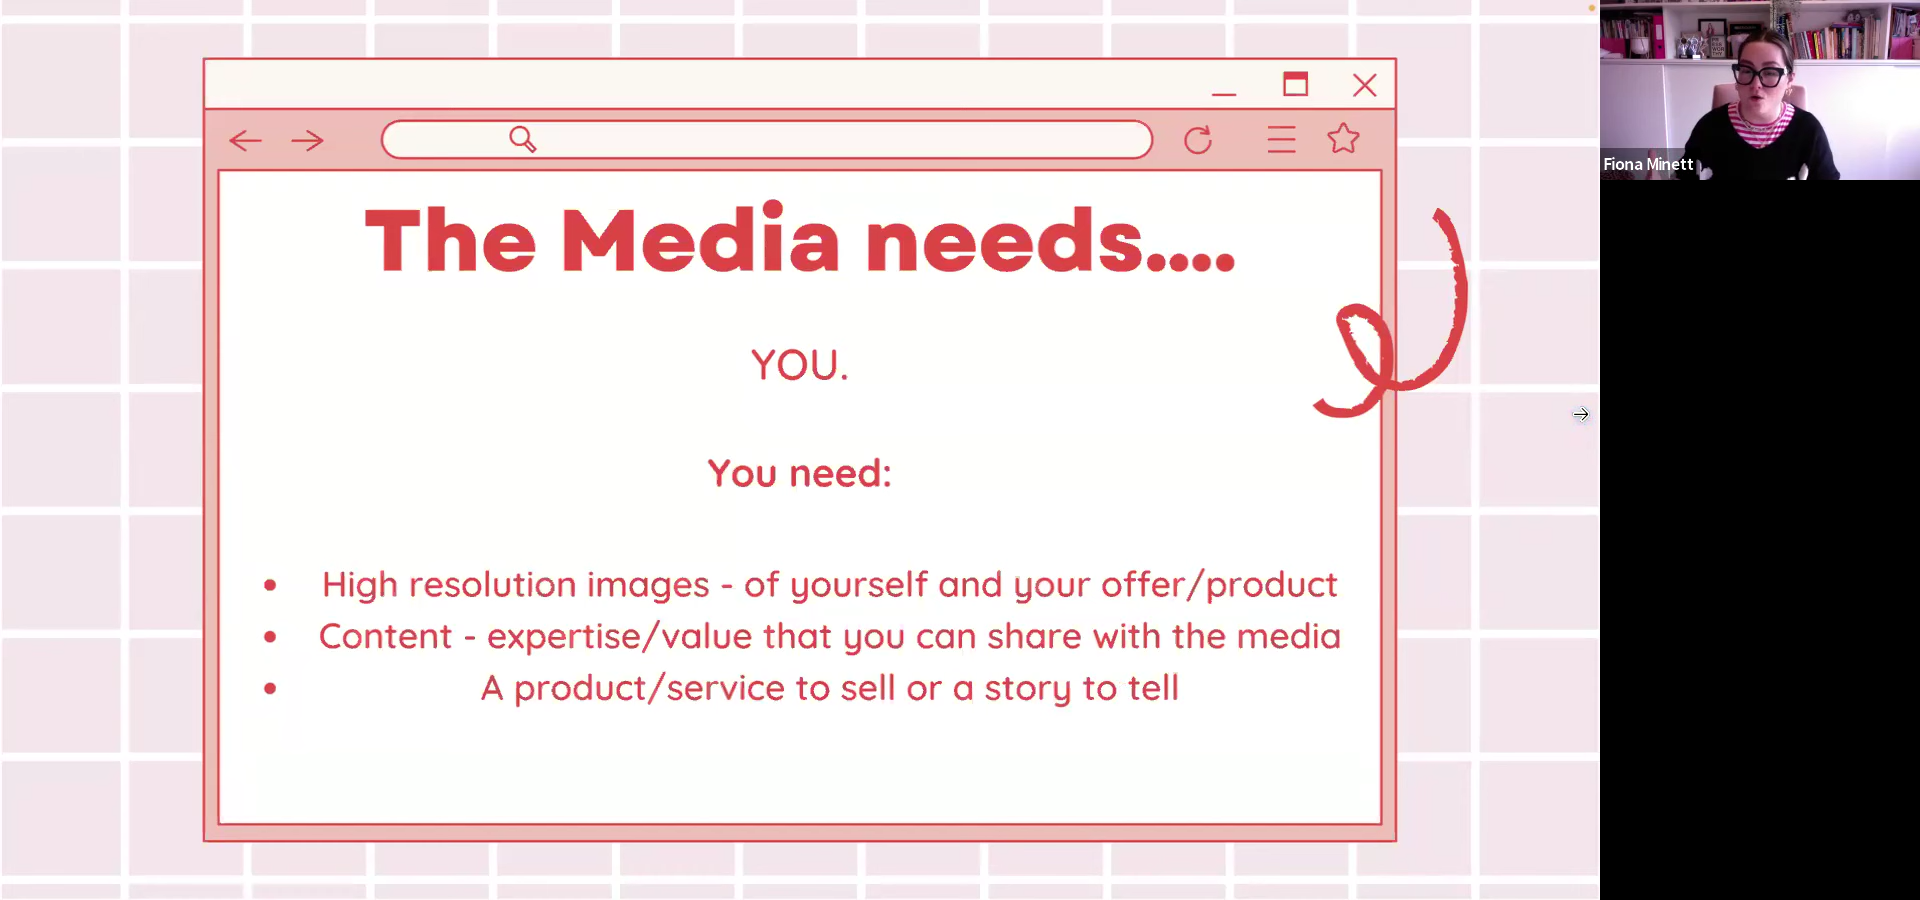 The Media needs....
YOU.
You need:
High resolution images - of yourself and your offer/product
Content - expertise/value that you can share with the media
A product/service to sell or a story to tell
Fiona Minett